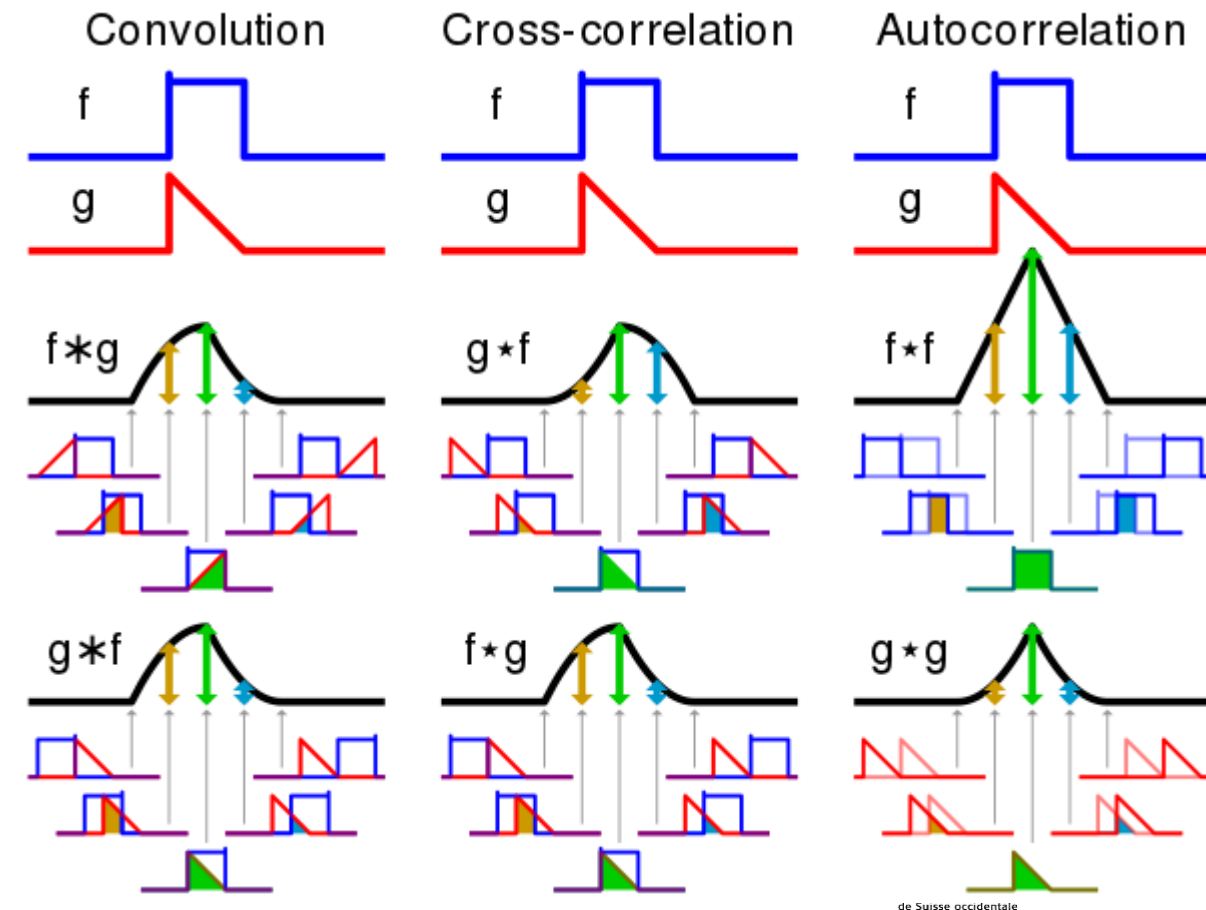 Convolution Cross-correlation Autocorrelation
f f f
g g g
f∗g g⋆f f⋆f
g∗f f⋆g g⋆g
de Suisse occidentale